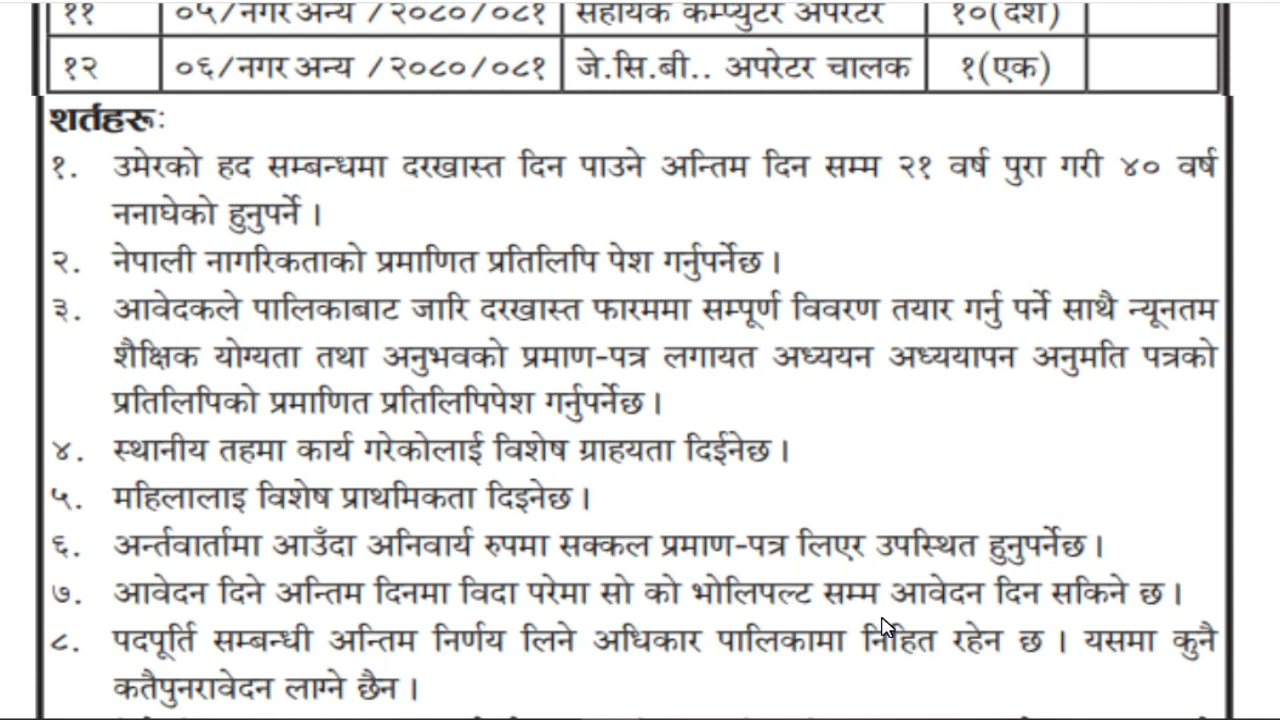 ११ ०५/नगर अन्य /२०८०/०८१ सहायक कम्प्युटर अपरेटर १०(दश)
१२ ०६/नगर अन्य /२०८०/०८१ जे.सि.बी.. अपरेटर चालक १(एक)
शर्तहरूः
१. उमेरको हद सम्बन्धमा दरखास्त दिन पाउने अन्तिम दिन सम्म २१ वर्ष पुरा गरी ४० वर्ष
ननाघेको हुनुपर्ने ।
२. नेपाली नागरिकताको प्रमाणित प्रतिलिपि पेश गर्नुपर्नेछ ।
३. आवेदकले पालिकाबाट जारि दरखास्त फारममा सम्पूर्ण विवरण तयार गर्नु पर्ने साथै न्यूनतम
शैक्षिक योग्यता तथा अनुभवको प्रमाण-पत्र लगायत अध्ययन अध्ययापन अनुमति पत्रको
प्रतिलिपिको प्रमाणित प्रतिलिपिपेश गर्नुपर्नेछ ।
४. स्थानीय तहमा कार्य गरेकोलाई विशेष ग्राहयता दिईनेछ ।
५. महिलालाइ विशेष प्राथमिकता दिइनेछ ।
६. अर्न्तवार्तामा आउँदा अनिवार्य रुपमा सक्कल प्रमाण-पत्र लिएर उपस्थित हुनुपर्नेछ ।
७. आवेदन दिने अन्तिम दिनमा विदा परेमा सो को भोलिपल्ट सम्म आवेदन दिन सकिने छ ।
८. पदपूर्ति सम्बन्धी अन्तिम निर्णय लिने अधिकार पालिकामा निहित रहेन छ । यसमा कुनै
कतैपुनरावेदन लाग्ने छैन ।